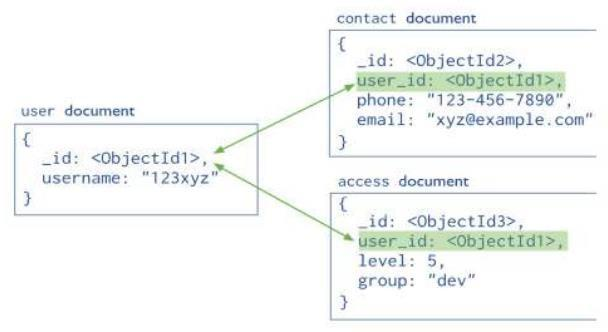 contact document
{
_id: <ObjectId2>,
user_id: <ObjectId1>,
phone: "123-456-7890",
email: "xyz@example.com"
}
user document
{
_id: <ObjectId1>,
username: "123xyz"
}
access document
{
_id: <ObjectId3>,
user_id: <ObjectId1>,
level: 5,
group: "dev"
}